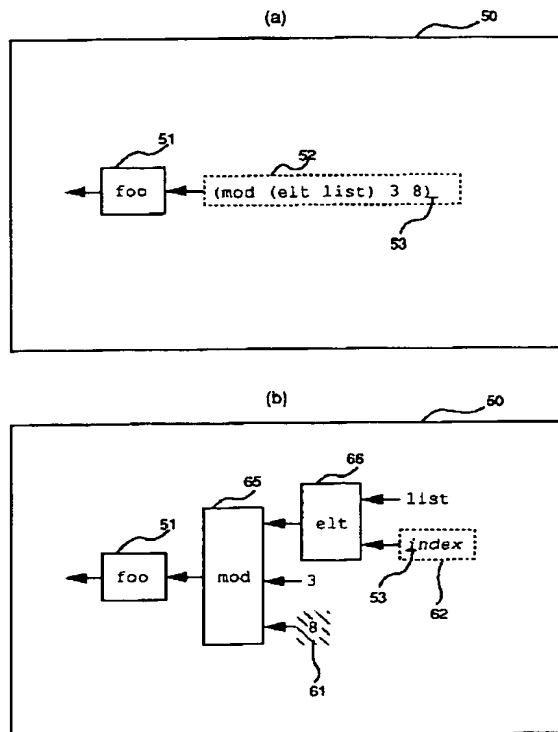 (a)
50
51
52
foo
(mod (elt list) 3 8)
53
(b)
50
66
65
list
51
elt
index
foo
mod
3
53
62
8
61